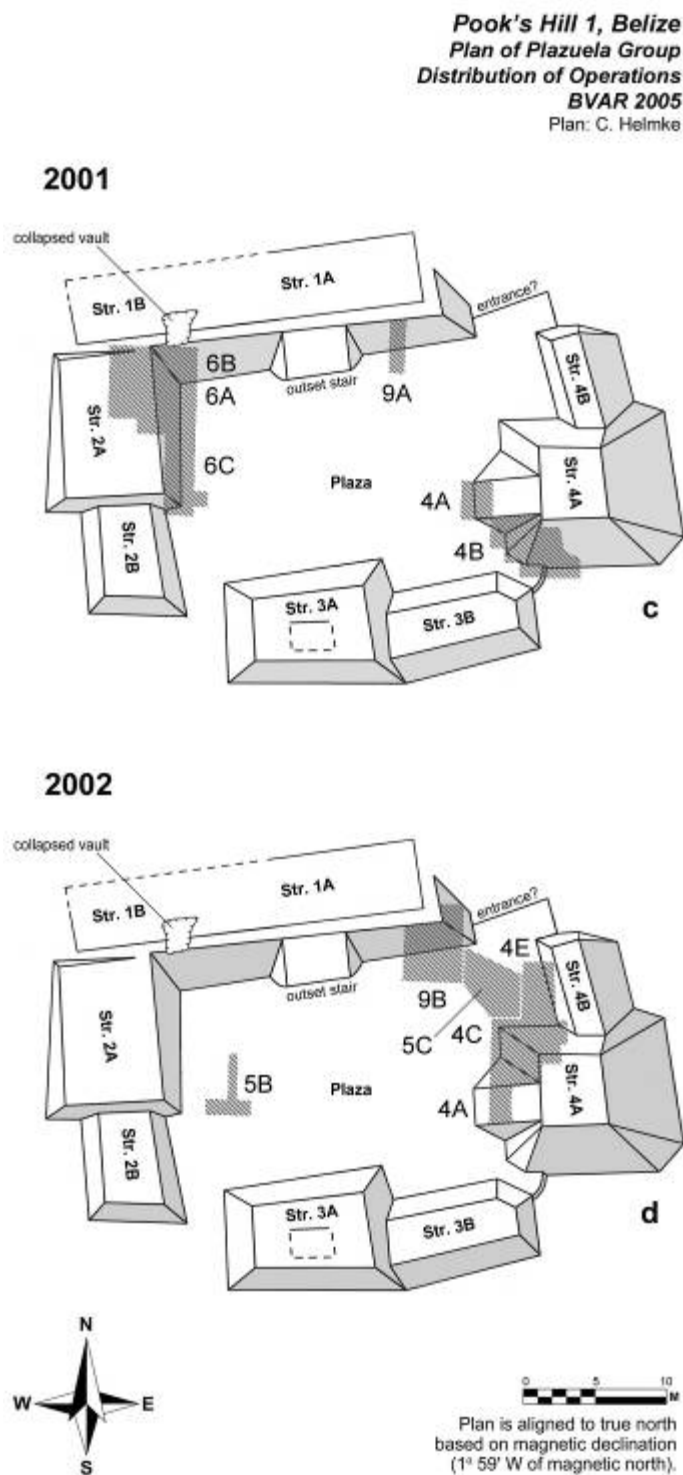 Pook's Hill 1, Belize
Plan of Plazuela Group
Distribution of Operations
BVAR 2005
Plan: C. Helmke
2001
collapsed vault
Str. 1B
Str. 1A
entrance?
6B
outset stair
6A
9A
Str. 4B
Str. 2A
6C
Plaza
4A
Str. 4A
4B
Str. 2B
Str. 3A
Str. 3B
c
2002
collapsed vault
Str. 1B
Str. 1A
entrance?
outset stair
4E
9B
Str. 4B
Str. 2A
5C
4C
5B
Plaza
4A
Str. 4A
Str. 2B
Str. 3A
Str. 3B
d
N
W
E
S
0 5 10
M
Plan is aligned to true north
based on magnetic declination
(1º 59' W of magnetic north).